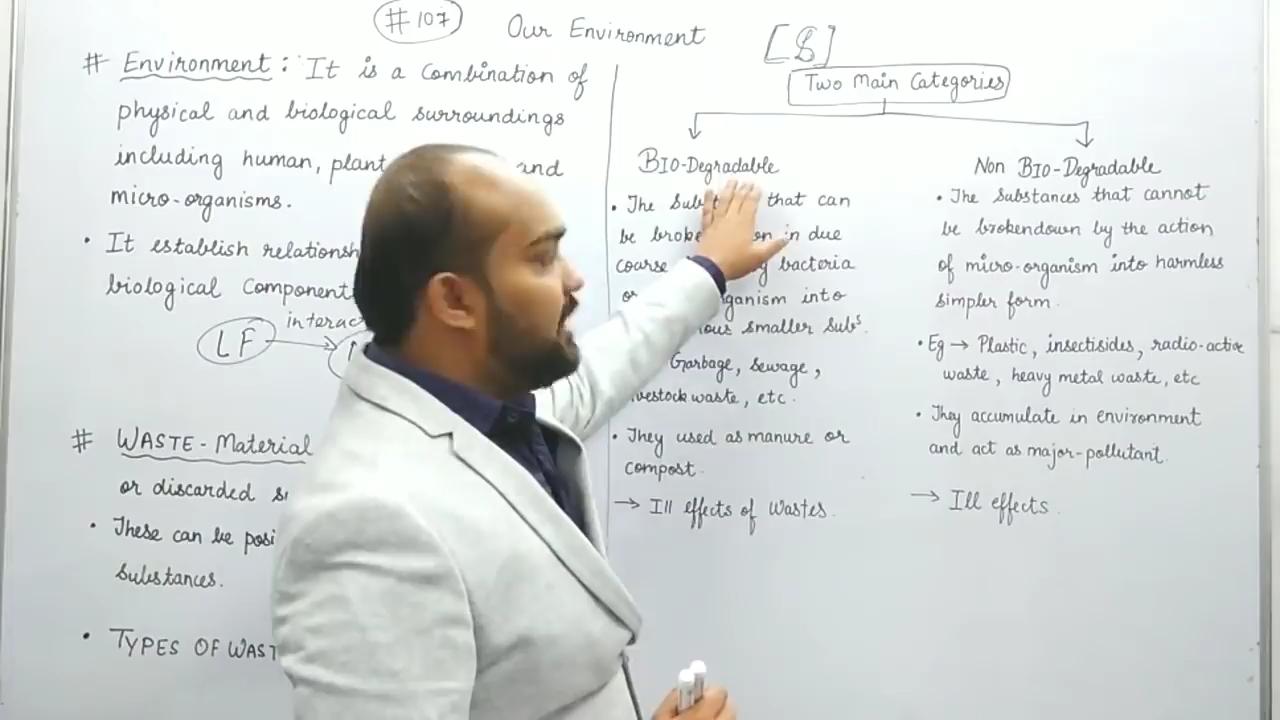 # 107
Our Environment
# Environment: It is a Combination of
physical and biological surroundings
including human, plant and
micro-organisms.
• It establish relationsh
biological Component
interac
LF
# WASTE - Material
or discarded
• These can be posi
substances.
• TYPES OF WAST
Two Main Categories
BIO-Degradable
• The that can
be broke in due
course bacteria
ganism into
ous smaller Subs.
Garbage, sewage,
vestock waste, etc.
• They used as manure or
compost.
→ Ill effects of Wastes.
Non BIO-Degradable
• The Substances that cannot
be brokendown by the action
of micro-organism into harmless
simpler form.
• Eg → Plastic, insectisides, radio-active
waste, heavy metal waste, etc
• They accumulate in environment
and act as major-pollutant.
→ Ill effects.